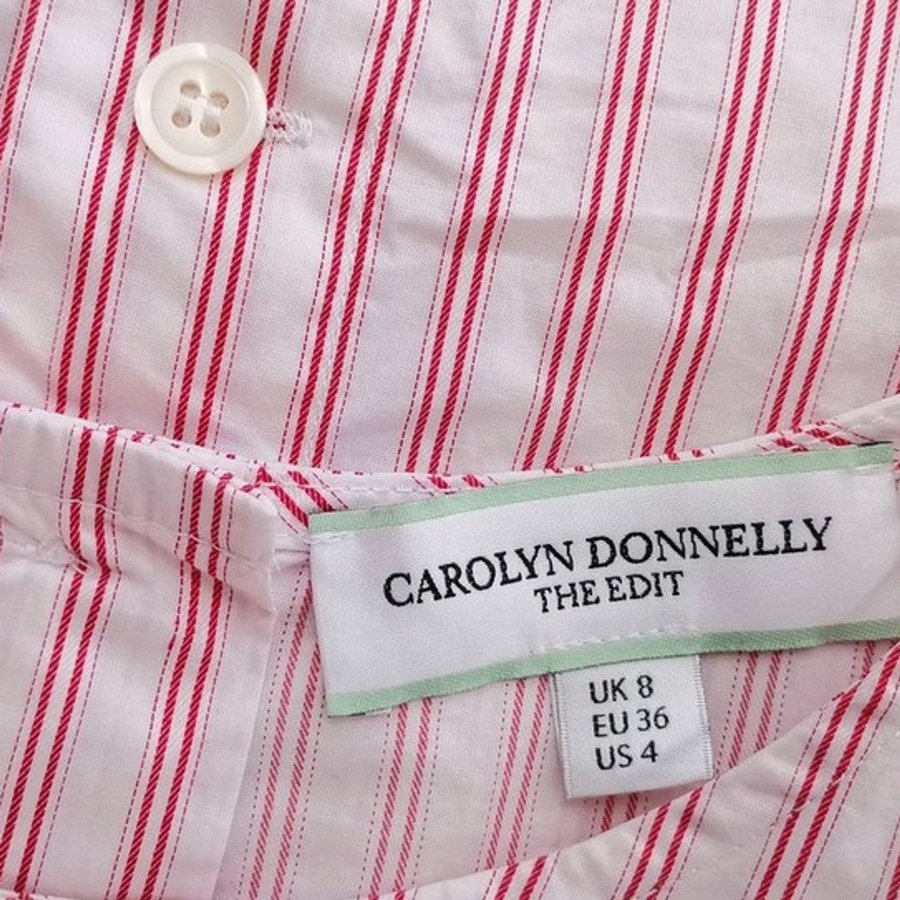 CAROLYN DONNELLY
THE EDIT
UK 8
EU 36
US 4